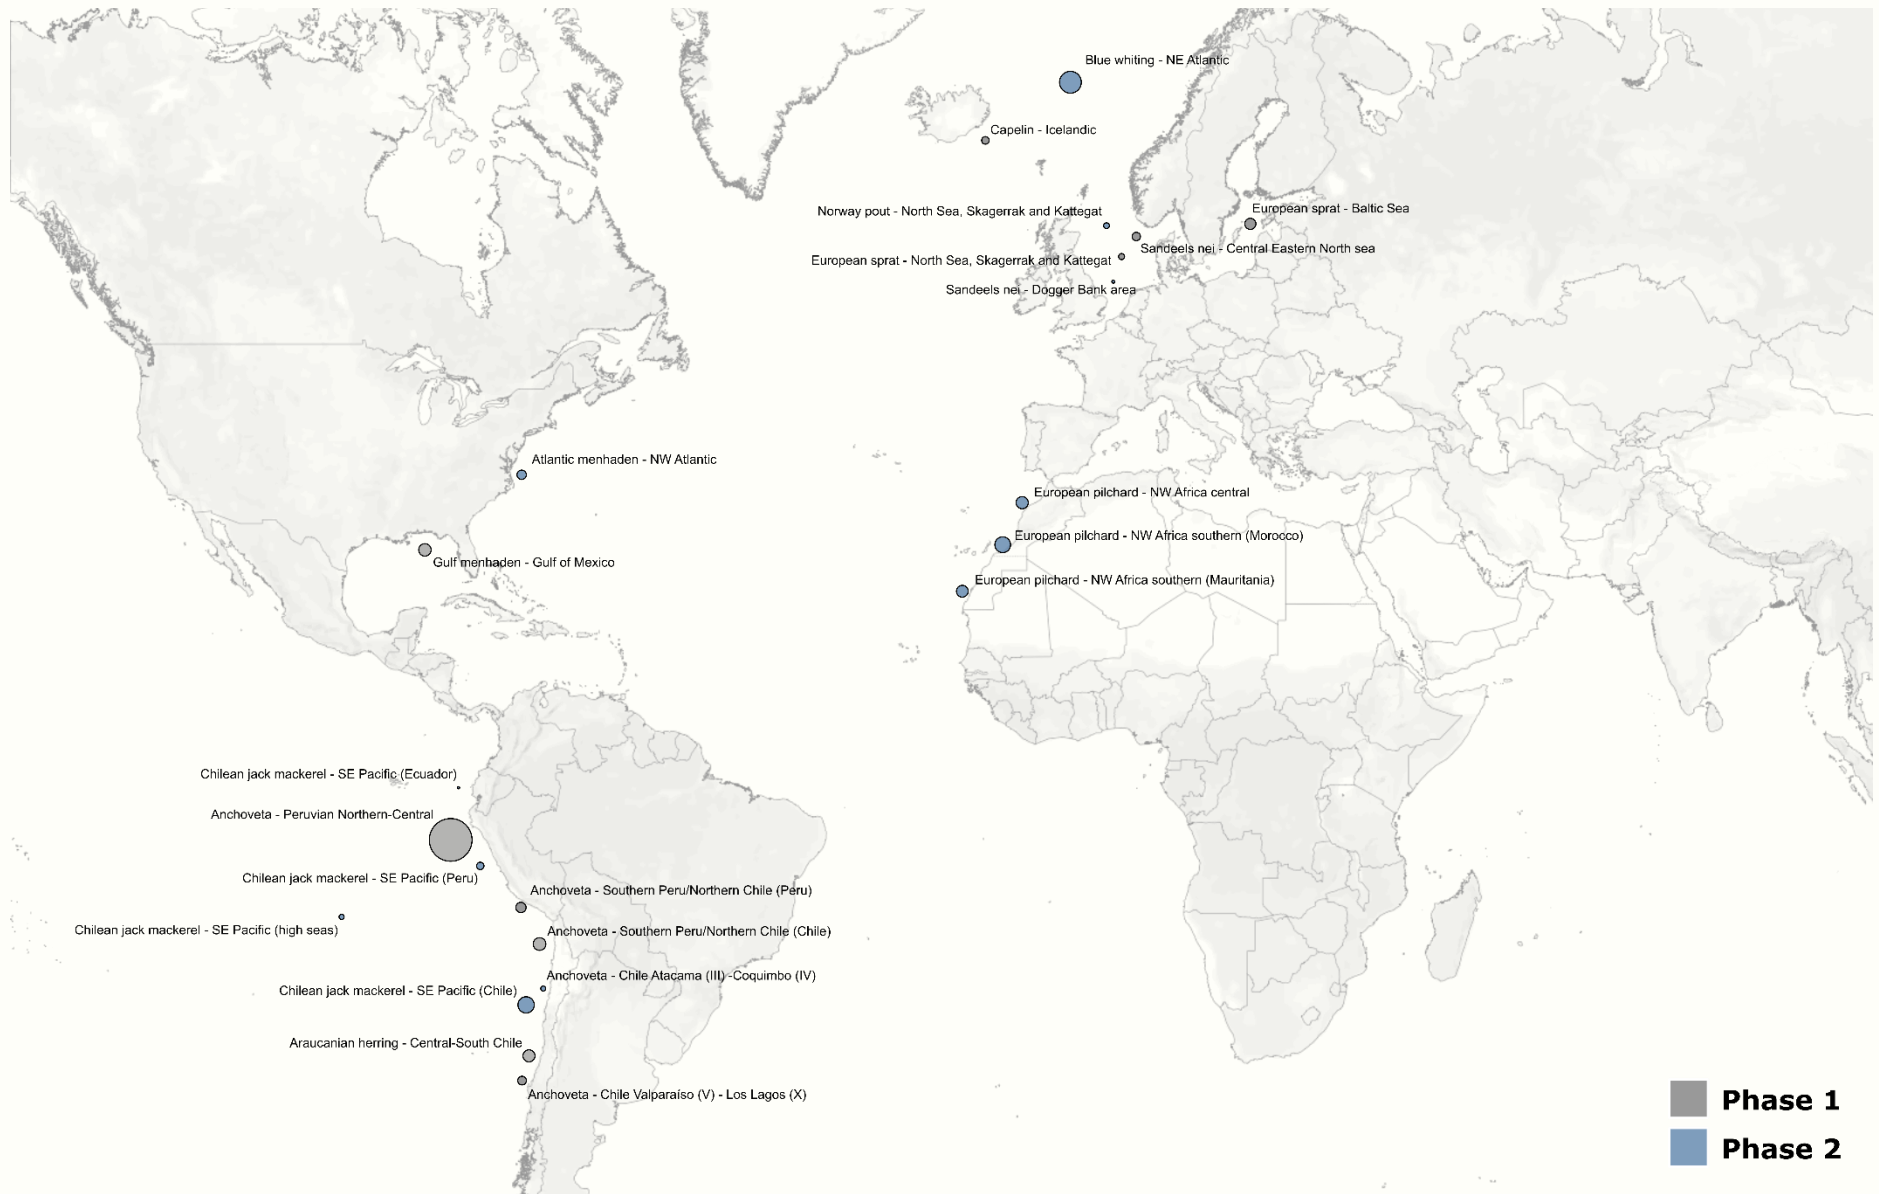 Blue whiting - NE Atlantic
Capelin - Icelandic
Norway pout - North Sea, Skagerrak and Kattegat
European sprat - Baltic Sea
Sandeels nei - Central Eastern North sea
European sprat - North Sea, Skagerrak and Kattegat
Sandeels nei - Dogger Bank area
Atlantic menhaden - NW Atlantic
European pilchard - NW Africa central
European pilchard - NW Africa southern (Morocco)
Gulf menhaden - Gulf of Mexico
European pilchard - NW Africa southern (Mauritania)
Chilean jack mackerel - SE Pacific (Ecuador)
Anchoveta - Peruvian Northern-Central
Chilean jack mackerel - SE Pacific (Peru)
Anchoveta - Southern Peru/Northern Chile (Peru)
Chilean jack mackerel - SE Pacific (high seas)
Anchoveta - Southern Peru/Northern Chile (Chile)
Anchoveta - Chile Atacama (III) -Coquimbo (IV)
Chilean jack mackerel - SE Pacific (Chile)
Araucanian herring - Central-South Chile
Anchoveta - Chile Valparaíso (V) - Los Lagos (X)
Phase 1
Phase 2